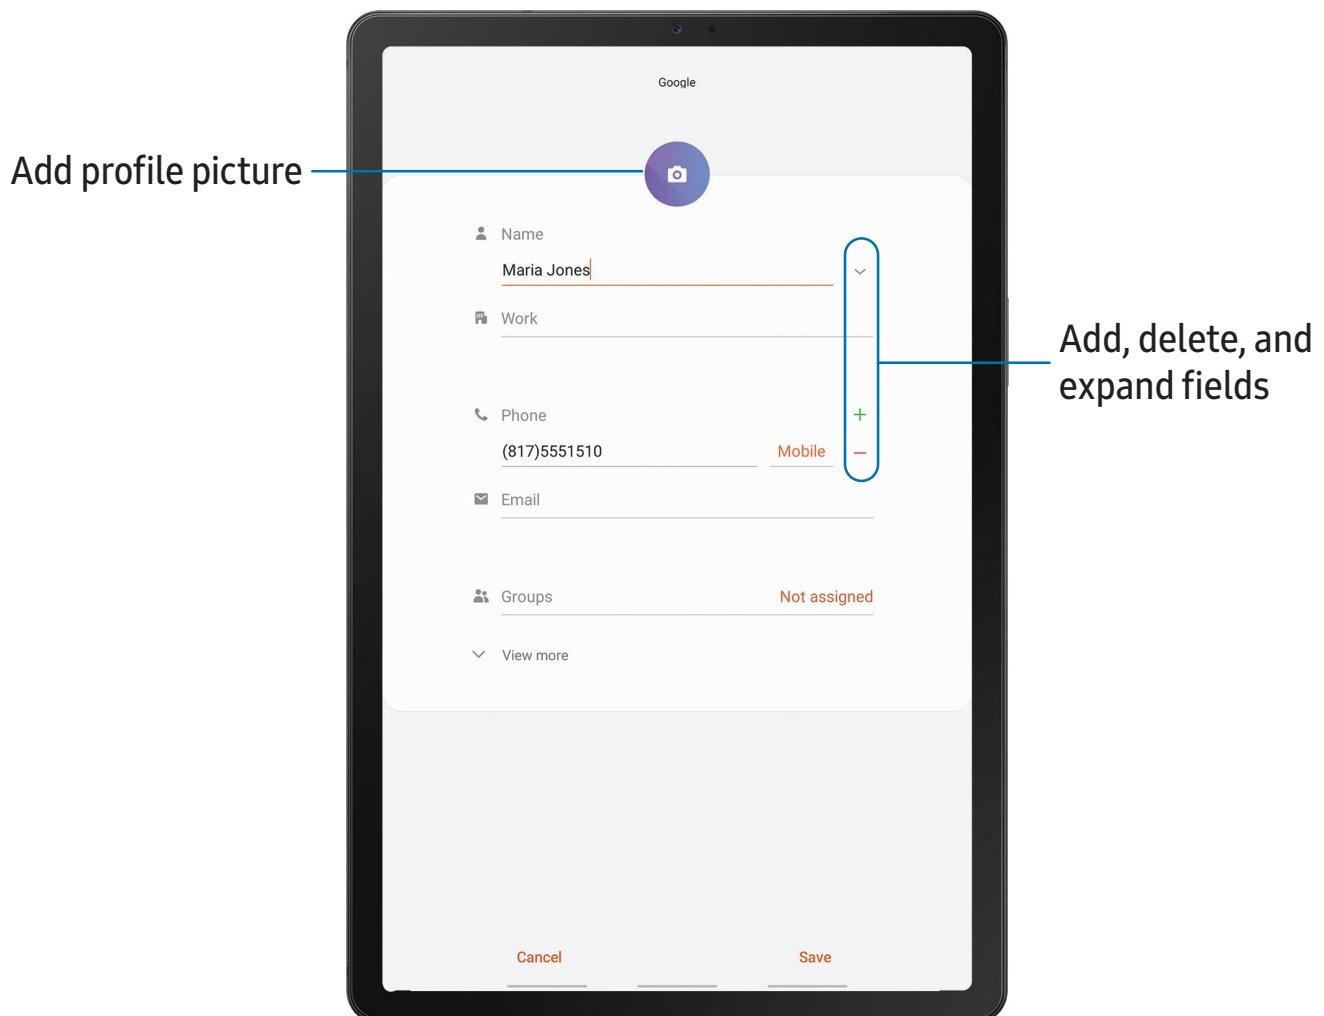 Google
Add profile picture
Name
Maria Jones
Work
Add, delete, and
expand fields
Phone
(817)5551510 Mobile
Email
Groups Not assigned
View more
Cancel Save